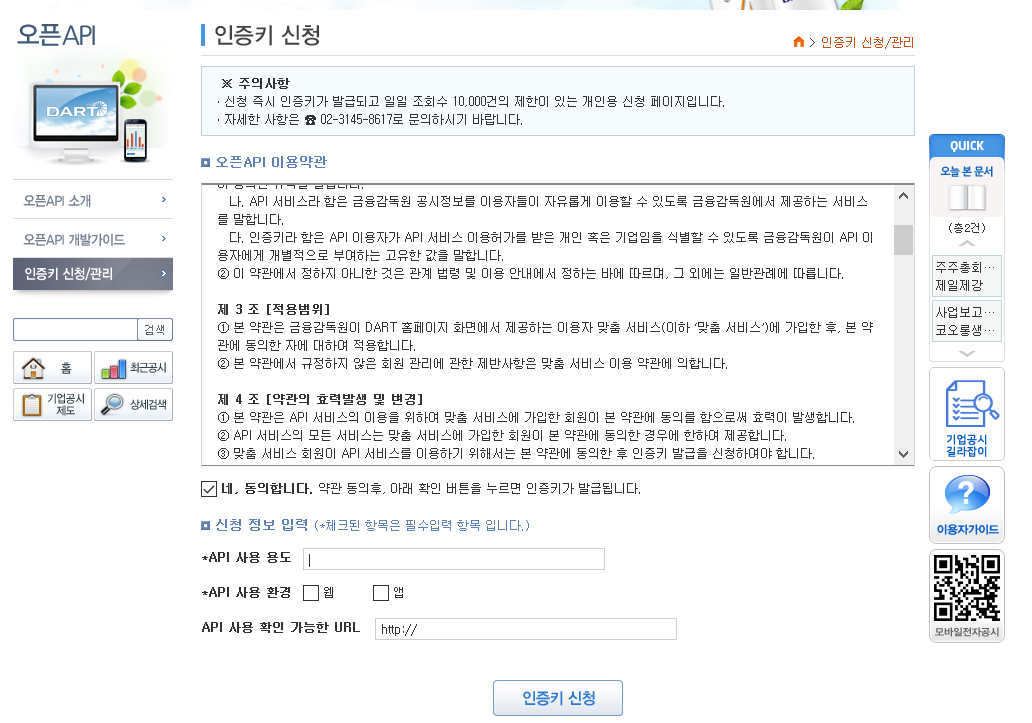 오픈API
DART
오픈API 소개
오픈API 개발가이드
인증키 신청/관리
검색
홈
최근공시
기업공시
제도
상세검색
인증키 신청
> 인증키 신청/관리
※ 주의사항
· 신청 즉시 인증키가 발급되고 일일 조회수 10,000건의 제한이 있는 개인용 신청 페이지입니다.
· 자세한 사항은 ☎ 02-3145-8617로 문의하시기 바랍니다.
오픈API 이용약관
나. API 서비스라 함은 금융감독원 공시정보를 이용자들이 자유롭게 이용할 수 있도록 금융감독원에서 제공하는 서비스
를 말합니다.
다. 인증키라 함은 API 이용자가 API 서비스 이용허가를 받은 개인 혹은 기업임을 식별할 수 있도록 금융감독원이 API 이
용자에게 개별적으로 부여하는 고유한 값을 말합니다.
② 이 약관에서 정하지 아니한 것은 관계 법령 및 이용 안내에서 정하는 바에 따르며, 그 외에는 일반관례에 따릅니다.
제 3 조 [적용범위]
① 본 약관은 금융감독원이 DART 홈페이지 화면에서 제공하는 이용자 맞춤 서비스(이하 '맞춤 서비스')에 가입한 후, 본 약
관에 동의한 자에 대하여 적용합니다.
② 본 약관에서 규정하지 않은 회원 관리에 관한 제반사항은 맞춤 서비스 이용 약관에 의합니다.
제 4 조 [약관의 효력발생 및 변경]
① 본 약관은 API 서비스의 이용을 위하여 맞춤 서비스에 가입한 회원이 본 약관에 동의를 함으로써 효력이 발생합니다.
② API 서비스의 모든 서비스는 맞춤 서비스에 가입한 회원이 본 약관에 동의한 경우에 한하여 제공합니다.
③ 맞춤 서비스 회원이 API 서비스를 이용하기 위해서는 본 약관에 동의한 후 인증키 발급을 신청하여야 합니다.
네, 동의합니다. 약관 동의후, 아래 확인 버튼을 누르면 인증키가 발급됩니다.
신청 정보 입력 (*체크된 항목은 필수입력 항목 입니다.)
*API 사용 용도
*API 사용 환경 웹 앱
API 사용 확인 가능한 URL http://
인증키 신청
QUICK
오늘 본 문서
(총2건)
주주총회…
제일제강
사업보고…
코오롱생…
기업공시
길라잡이
이용자가이드
모바일전자공시